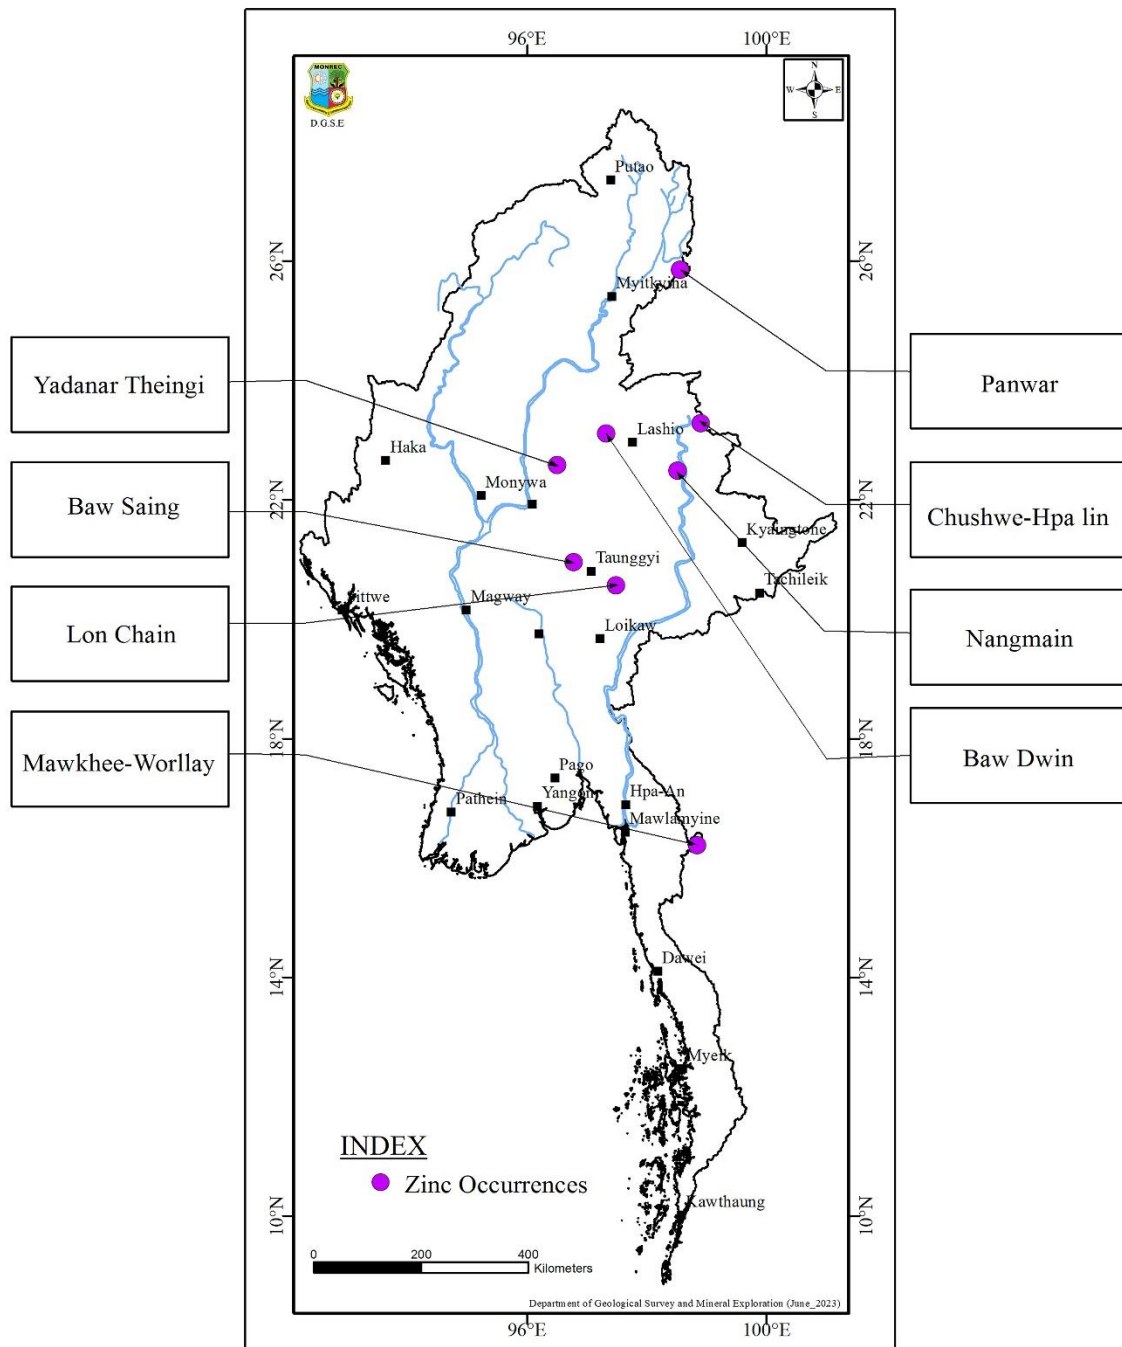 96°E
100°E
MONREC
D.G.S.E
N
W
E
S
Putao
26°N
26°N
Myitkyina
Yadanar Theingi
Panwar
Lashio
Haka
Baw Saing
Monywa
22°N
22°N
Chushwe-Hpa lin
Kyaingtone
Taunggyi
Tachileik
Lon Chain
Sittwe
Magway
Loikaw
Nangmain
Mawkhee-Worllay
18°N
18°N
Baw Dwin
Pago
Pathein
Yangon
Hpa-An
Mawlamyine
14°N
14°N
Dawei
Myeik
INDEX
Zinc Occurrences
10°N
10°N
Kawthaung
0
200
400
Kilometers
Department of Geological Survey and Mineral Exploration (June_2023)
96°E
100°E